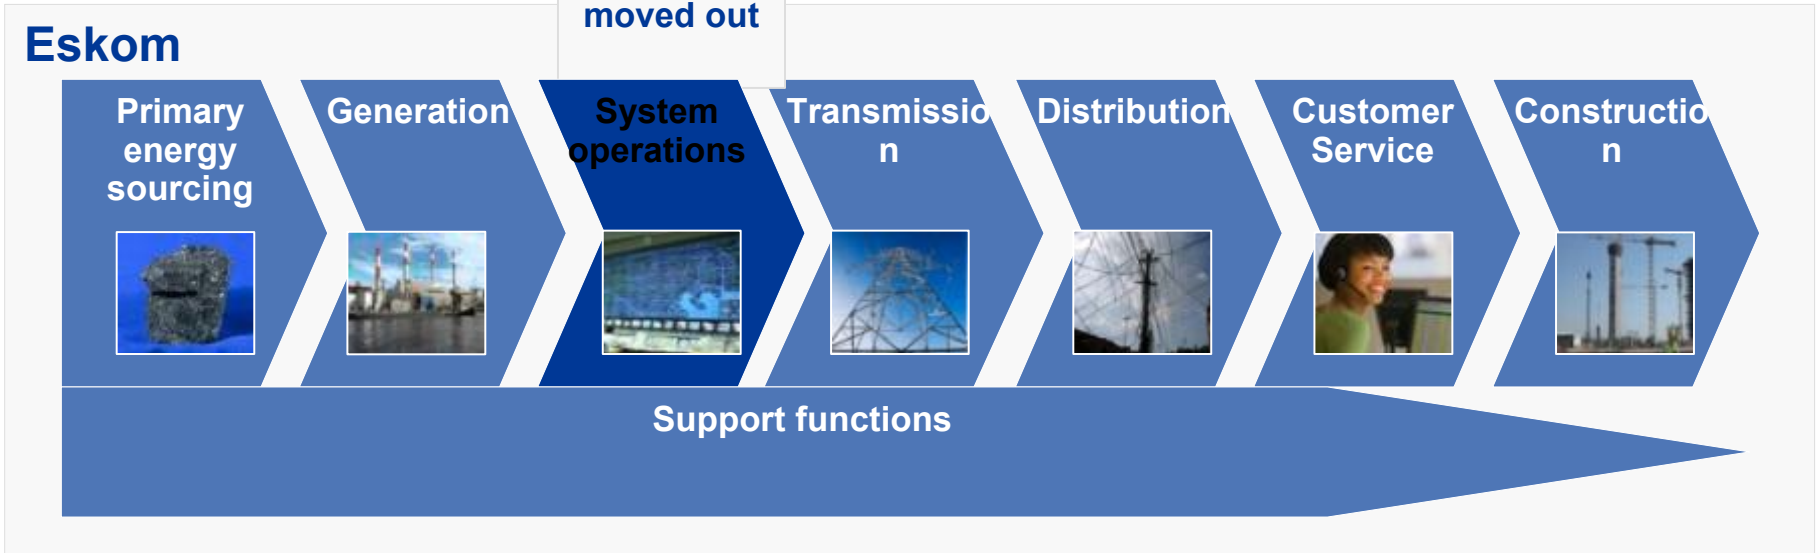 moved out
Eskom
Primary
energy
sourcing
Generation
System
operations
Transmissio
n
Distribution
Customer
Service
Constructio
n
Support functions